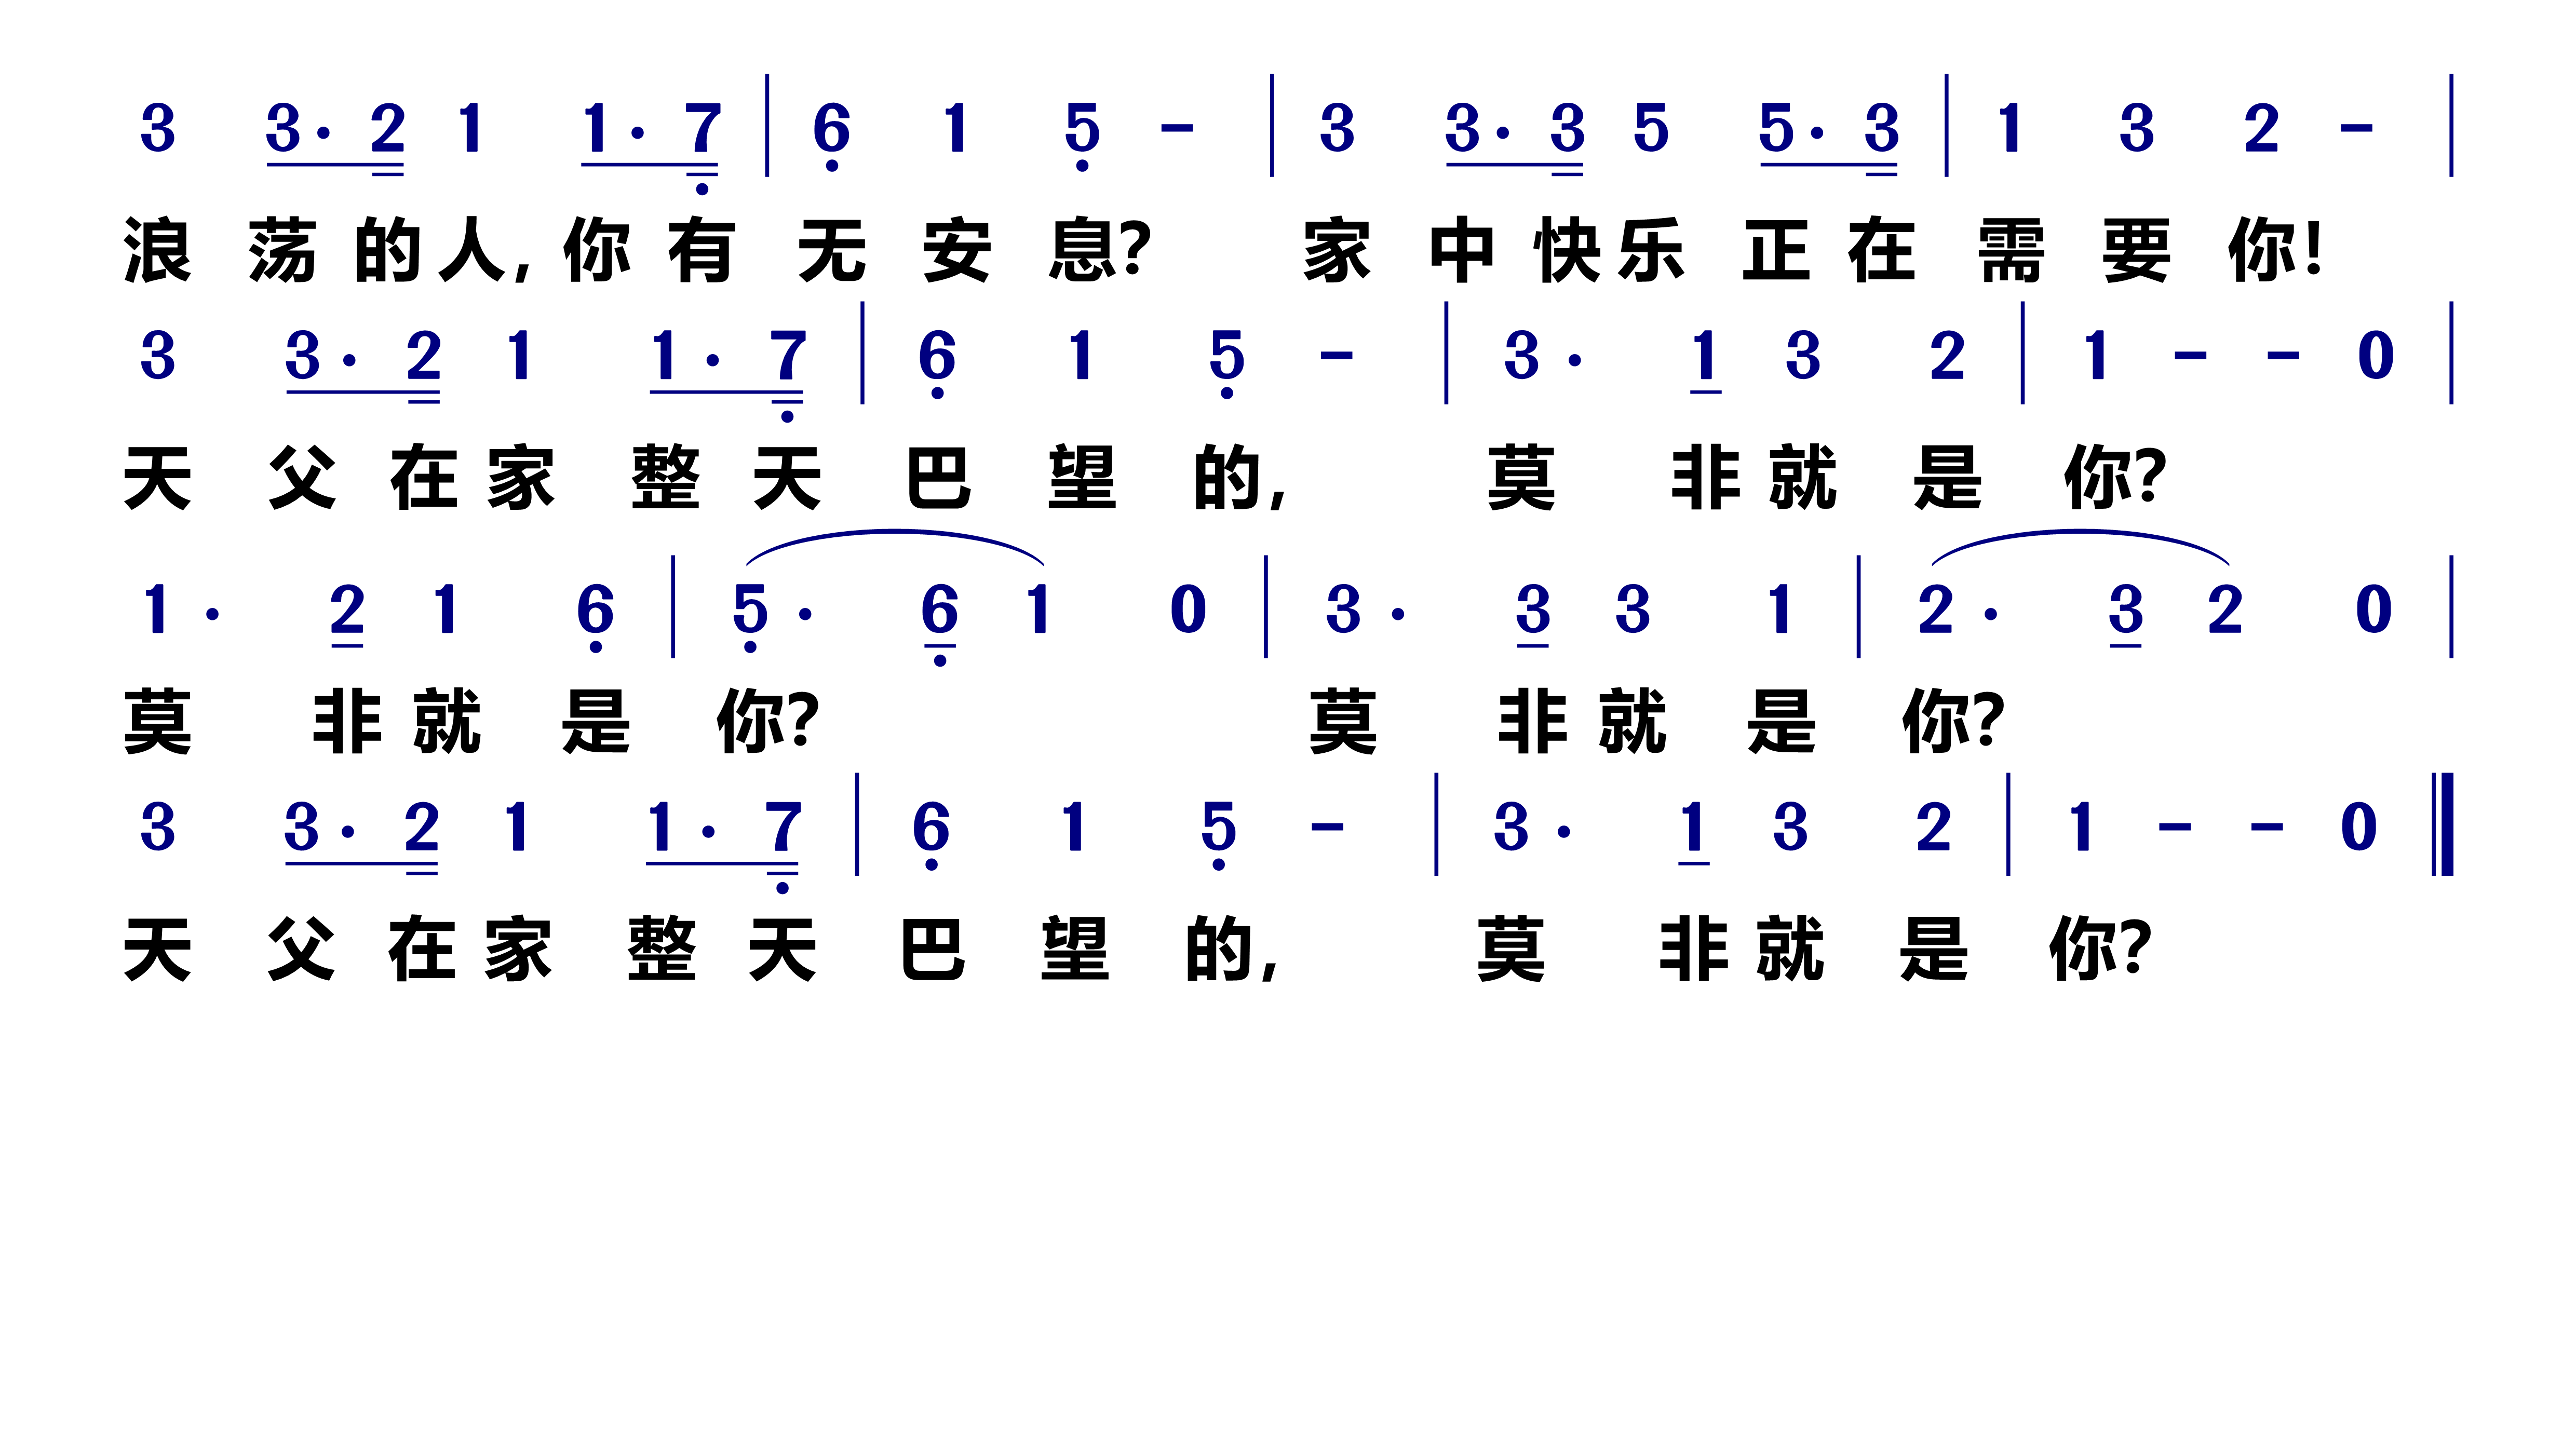 3 3· 2 1 1· 7 | 6 1 5 - | 3 3· 3 5 5· 3 | 1 3 2 - |
浪荡的人,你有无安息? 家中快乐正在需要你!
3 3· 2 1 1· 7 | 6 1 5 - | 3· 1 3 2 | 1 - - 0 |
天父在家整天巴望的, 莫非就是你?
1· 2 1 6 | 5· 6 1 0 | 3· 3 3 1 | 2· 3 2 0 |
莫非就是你? 莫非就是你?
3 3· 2 1 1· 7 | 6 1 5 - | 3· 1 3 2 | 1 - - 0 ‖
天父在家整天巴望的, 莫非就是你?